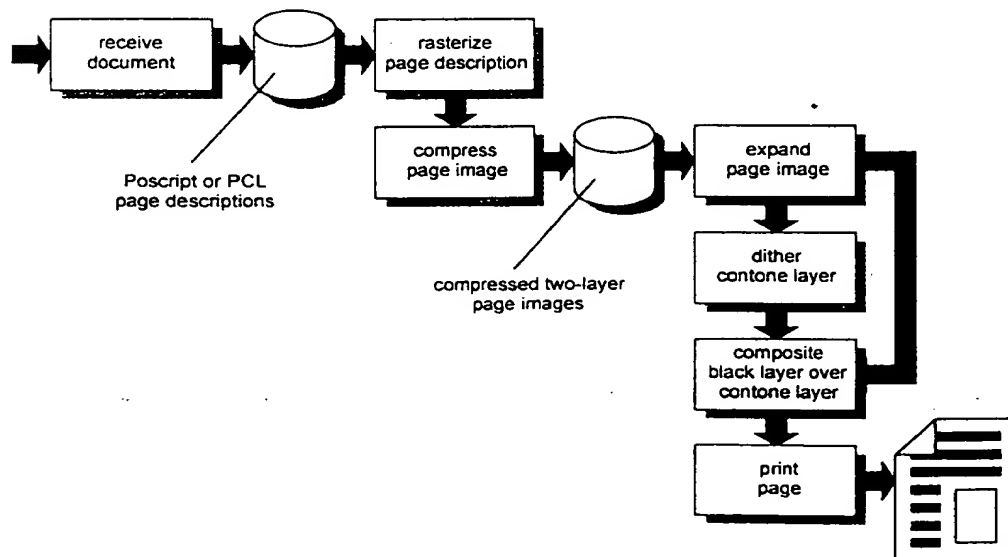 receive
document
rasterize
page description
compress
page image
expand
page image
Poscript or PCL
page descriptions
dither
contone layer
compressed two-layer
page images
composite
black layer over
contone layer
print
page